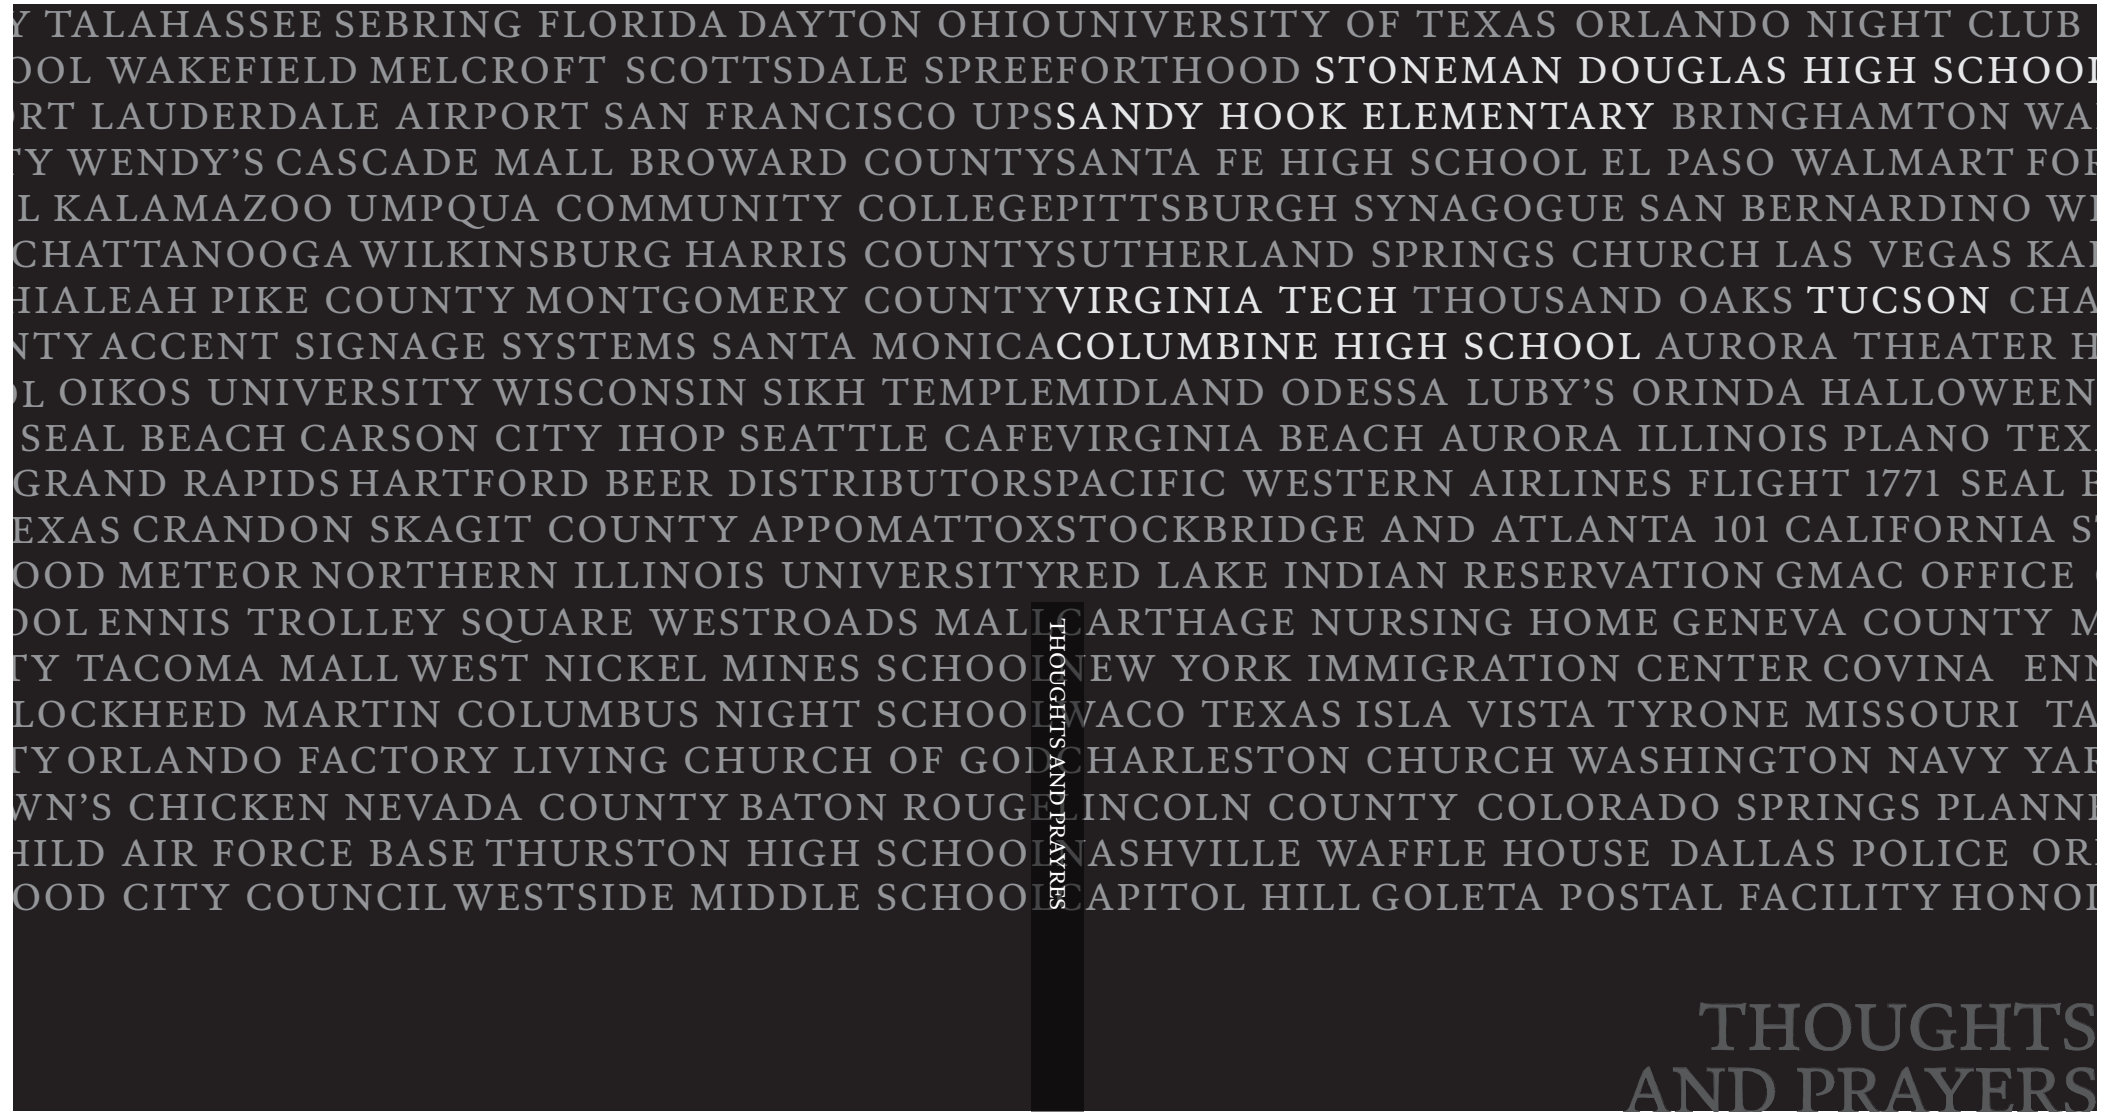 TALAHASSEE SEBRING FLORIDA DAYTON OHIOUNIVERSITY OF TEXAS ORLANDO NIGHT CLUB
OOL WAKEFIELD MELCROFT SCOTTSDALE SPREEFORTHOOD STONEMAN DOUGLAS HIGH SCHOOL
RT LAUDERDALE AIRPORT SAN FRANCISCO UPSSANDY HOOK ELEMENTARY BRINGHAMTON WA
TY WENDY’S CASCADE MALL BROWARD COUNTYSANTA FE HIGH SCHOOL EL PASO WALMART FOR
L KALAMAZOO UMPQUA COMMUNITY COLLEGEPITTSBURGH SYNAGOGUE SAN BERNARDINO WI
CHATTANOOGA WILKINSBURG HARRIS COUNTYSUTHERLAND SPRINGS CHURCH LAS VEGAS KAL
HIALEAH PIKE COUNTY MONTGOMERY COUNTYVIRGINIA TECH THOUSAND OAKS TUCSON CHA
NTY ACCENT SIGNAGE SYSTEMS SANTA MONICACOLUMBINE HIGH SCHOOL AURORA THEATER H
OL OIKOS UNIVERSITY WISCONSIN SIKH TEMPLEMIDLAND ODESSA LUBY’S ORINDA HALLOWEEN
SEAL BEACH CARSON CITY IHOP SEATTLE CAFEVIRGINIA BEACH AURORA ILLINOIS PLANO TEX
GRAND RAPIDS HARTFORD BEER DISTRIBUTORSPACIFIC WESTERN AIRLINES FLIGHT 1771 SEAL B
EXAS CRANDON SKAGIT COUNTY APPOMATTOXSTOCKBRIDGE AND ATLANTA 101 CALIFORNIA ST
OOD METEOR NORTHERN ILLINOIS UNIVERSITYRED LAKE INDIAN RESERVATION GMAC OFFICE
OOL ENNIS TROLLEY SQUARE WESTROADS MALLCARTHAGE NURSING HOME GENEVA COUNTY M
TY TACOMA MALL WEST NICKEL MINES SCHOOLNEW YORK IMMIGRATION CENTER COVINA ENN
LOCKHEED MARTIN COLUMBUS NIGHT SCHOOLWACO TEXAS ISLA VISTA TYRONE MISSOURI TA
TY ORLANDO FACTORY LIVING CHURCH OF GODCHARLESTON CHURCH WASHINGTON NAVY YAR
WN’S CHICKEN NEVADA COUNTY BATON ROUGELINCOLN COUNTY COLORADO SPRINGS PLANNE
HILD AIR FORCE BASE THURSTON HIGH SCHOOLNASHVILLE WAFFLE HOUSE DALLAS POLICE OR
OOD CITY COUNCIL WESTSIDE MIDDLE SCHOOLCAPITOL HILL GOLETA POSTAL FACILITY HONOL
THOUGHTS AND PRAYRES
THOUGHTS
AND PRAYERS